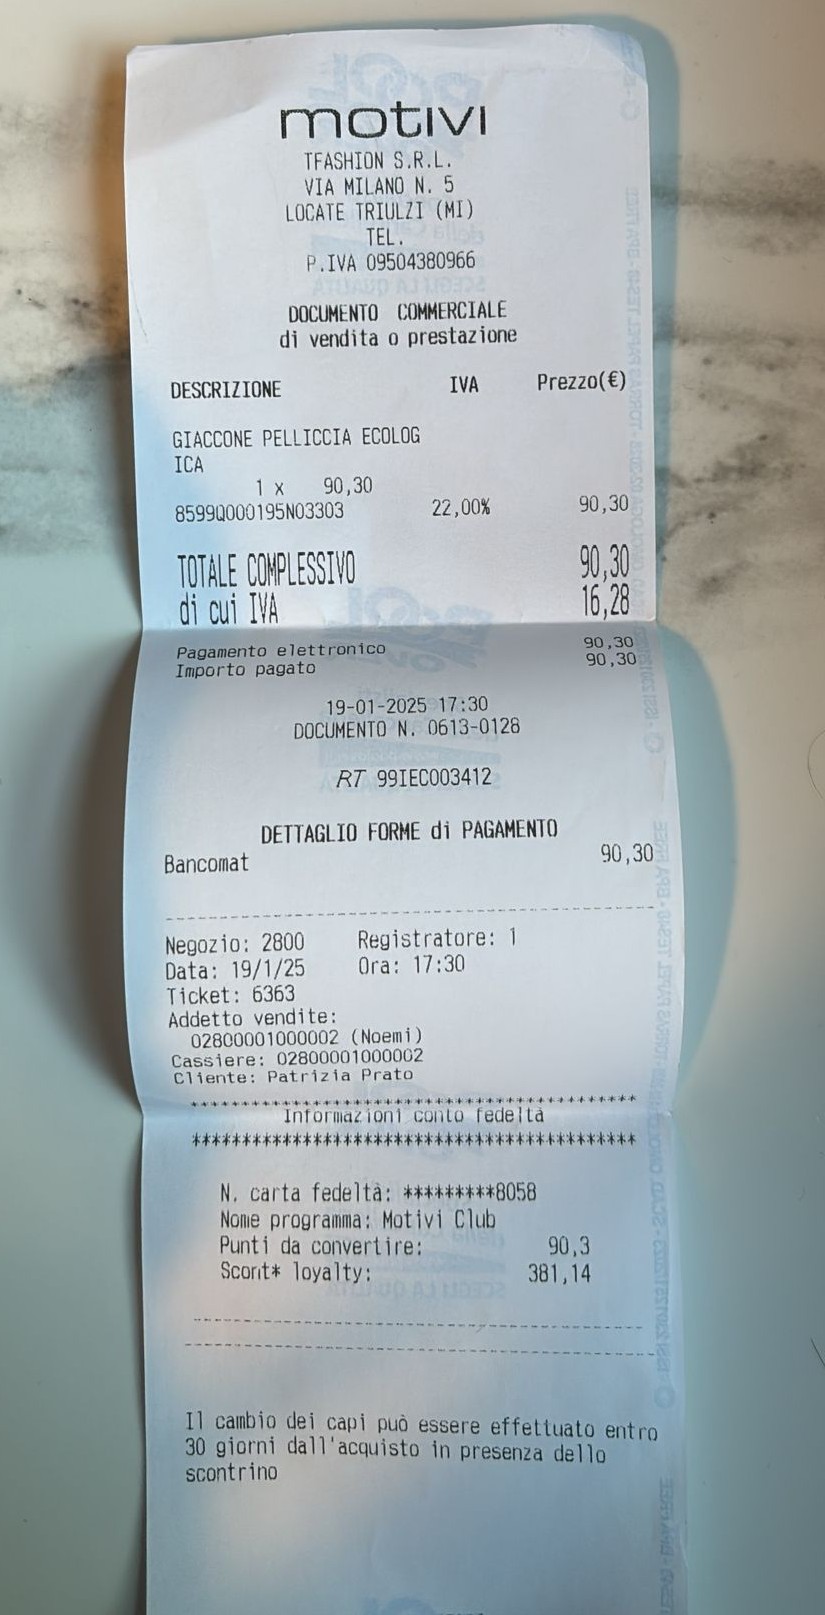 motivi
TFASHION S.R.L.
VIA MILANO N. 5
LOCATE TRIULZI (MI)
TEL.
P.IVA 09504380966
DOCUMENTO COMMERCIALE
di vendita o prestazione
DESCRIZIONE IVA Prezzo(€)
GIACCONE PELLICCIA ECOLOG
ICA
1 x 90,30
8599Q000195N03303 22,00% 90,30
TOTALE COMPLESSIVO 90,30
di cui IVA 16,28
Pagamento elettronico 90,30
Importo pagato 90,30
19-01-2025 17:30
DOCUMENTO N. 0613-0128
RT 99IEC003412
DETTAGLIO FORME di PAGAMENTO
Bancomat 90,30
Negozio: 2800 Registratore: 1
Data: 19/1/25 Ora: 17:30
Ticket: 6363
Addetto vendite:
02800001000002 (Noemi)
Cassiere: 02800001000002
Cliente: Patrizia Prato
******************************************
Informazioni conto fedeltà
******************************************
N. carta fedeltà: *********8058
Nome programma: Motivi Club
Punti da convertire: 90,3
Scont* loyalty: 381,14
Il cambio dei capi può essere effettuato entro
30 giorni dall'acquisto in presenza dello
scontrino